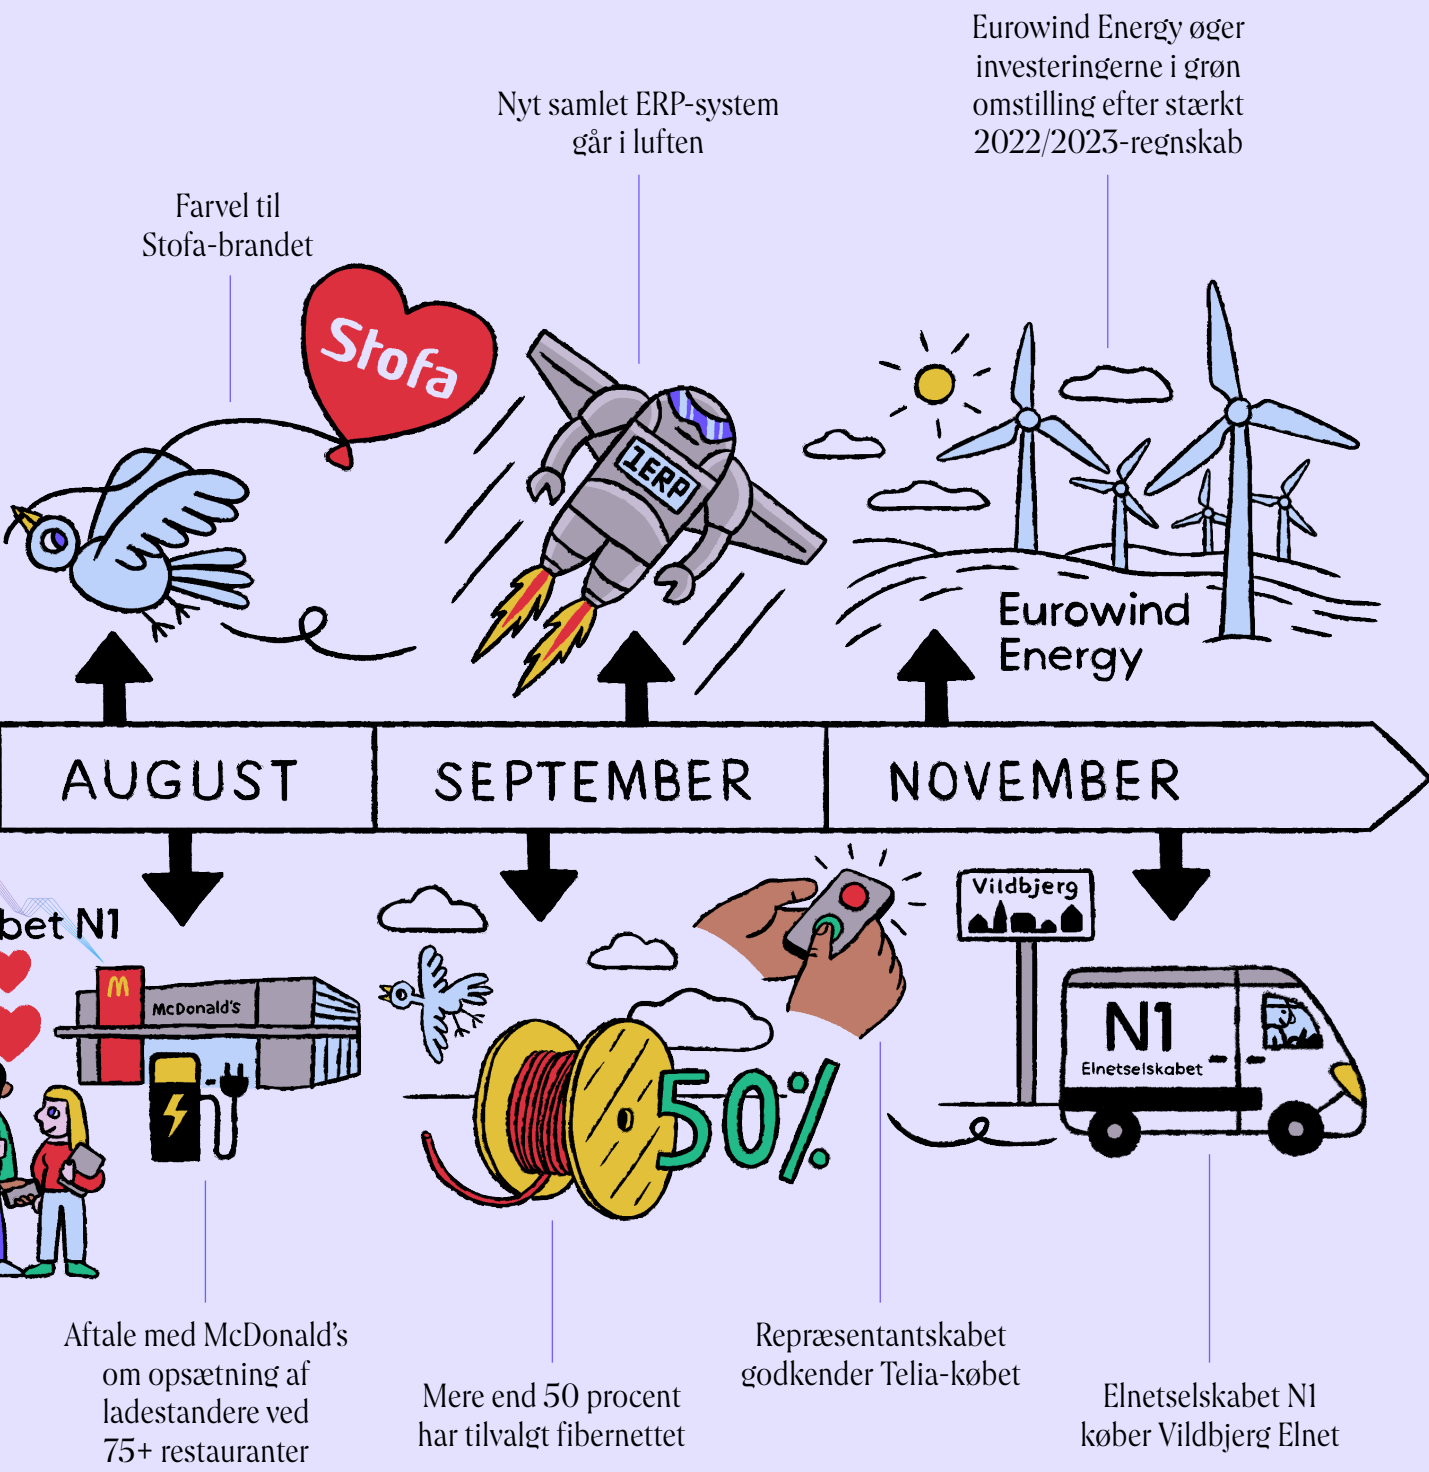 Eurowind Energy øger
investeringerne i grøn
omstilling efter stærkt
2022/2023-regnskab
Nyt samlet ERP-system
går i luften
Farvel til
Stofa-brandet
Stofa
1ERP
Eurowind
Energy
AUGUST
SEPTEMBER
NOVEMBER
bet N1
McDonald's
50%
Vildbjerg
N1
Elnetselskabet
Aftale med McDonald’s
om opsætning af
ladestandere ved
75+ restauranter
Mere end 50 procent
har tilvalgt fibernettet
Repræsentantskabet
godkender Telia-købet
Elnetselskabet N1
køber Vildbjerg Elnet